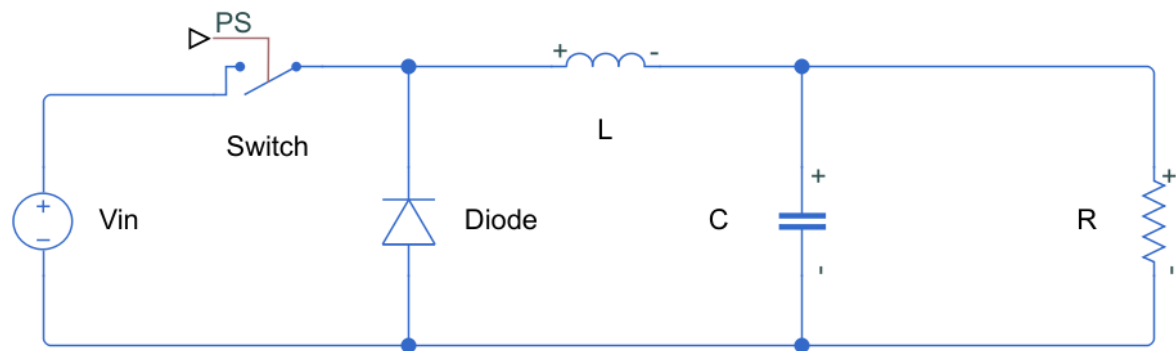 PS
+ -
L
Switch
+ +
+ Vin Diode C R
−
- -